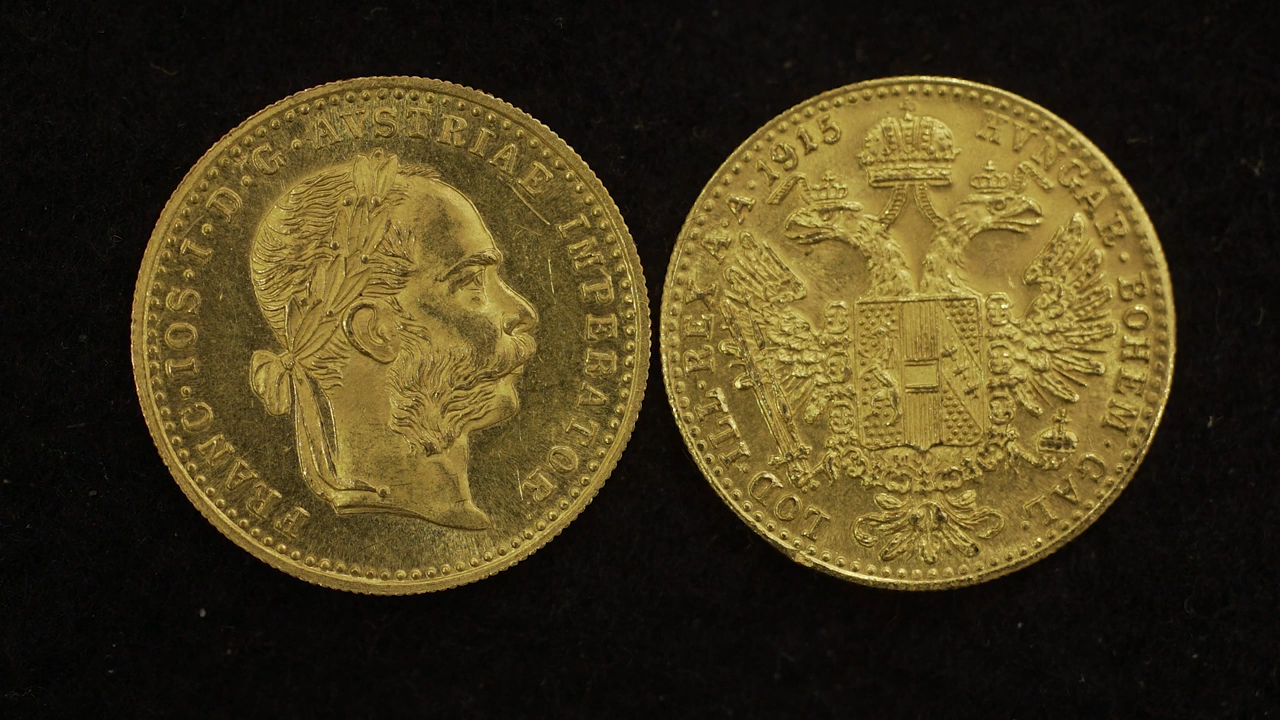 FRANC·IOS·I·D·G·AVSTRIAE IMPERATOR
HVNGAR·BOHEM·GAL·
LOD·ILL·REX A·A·1915